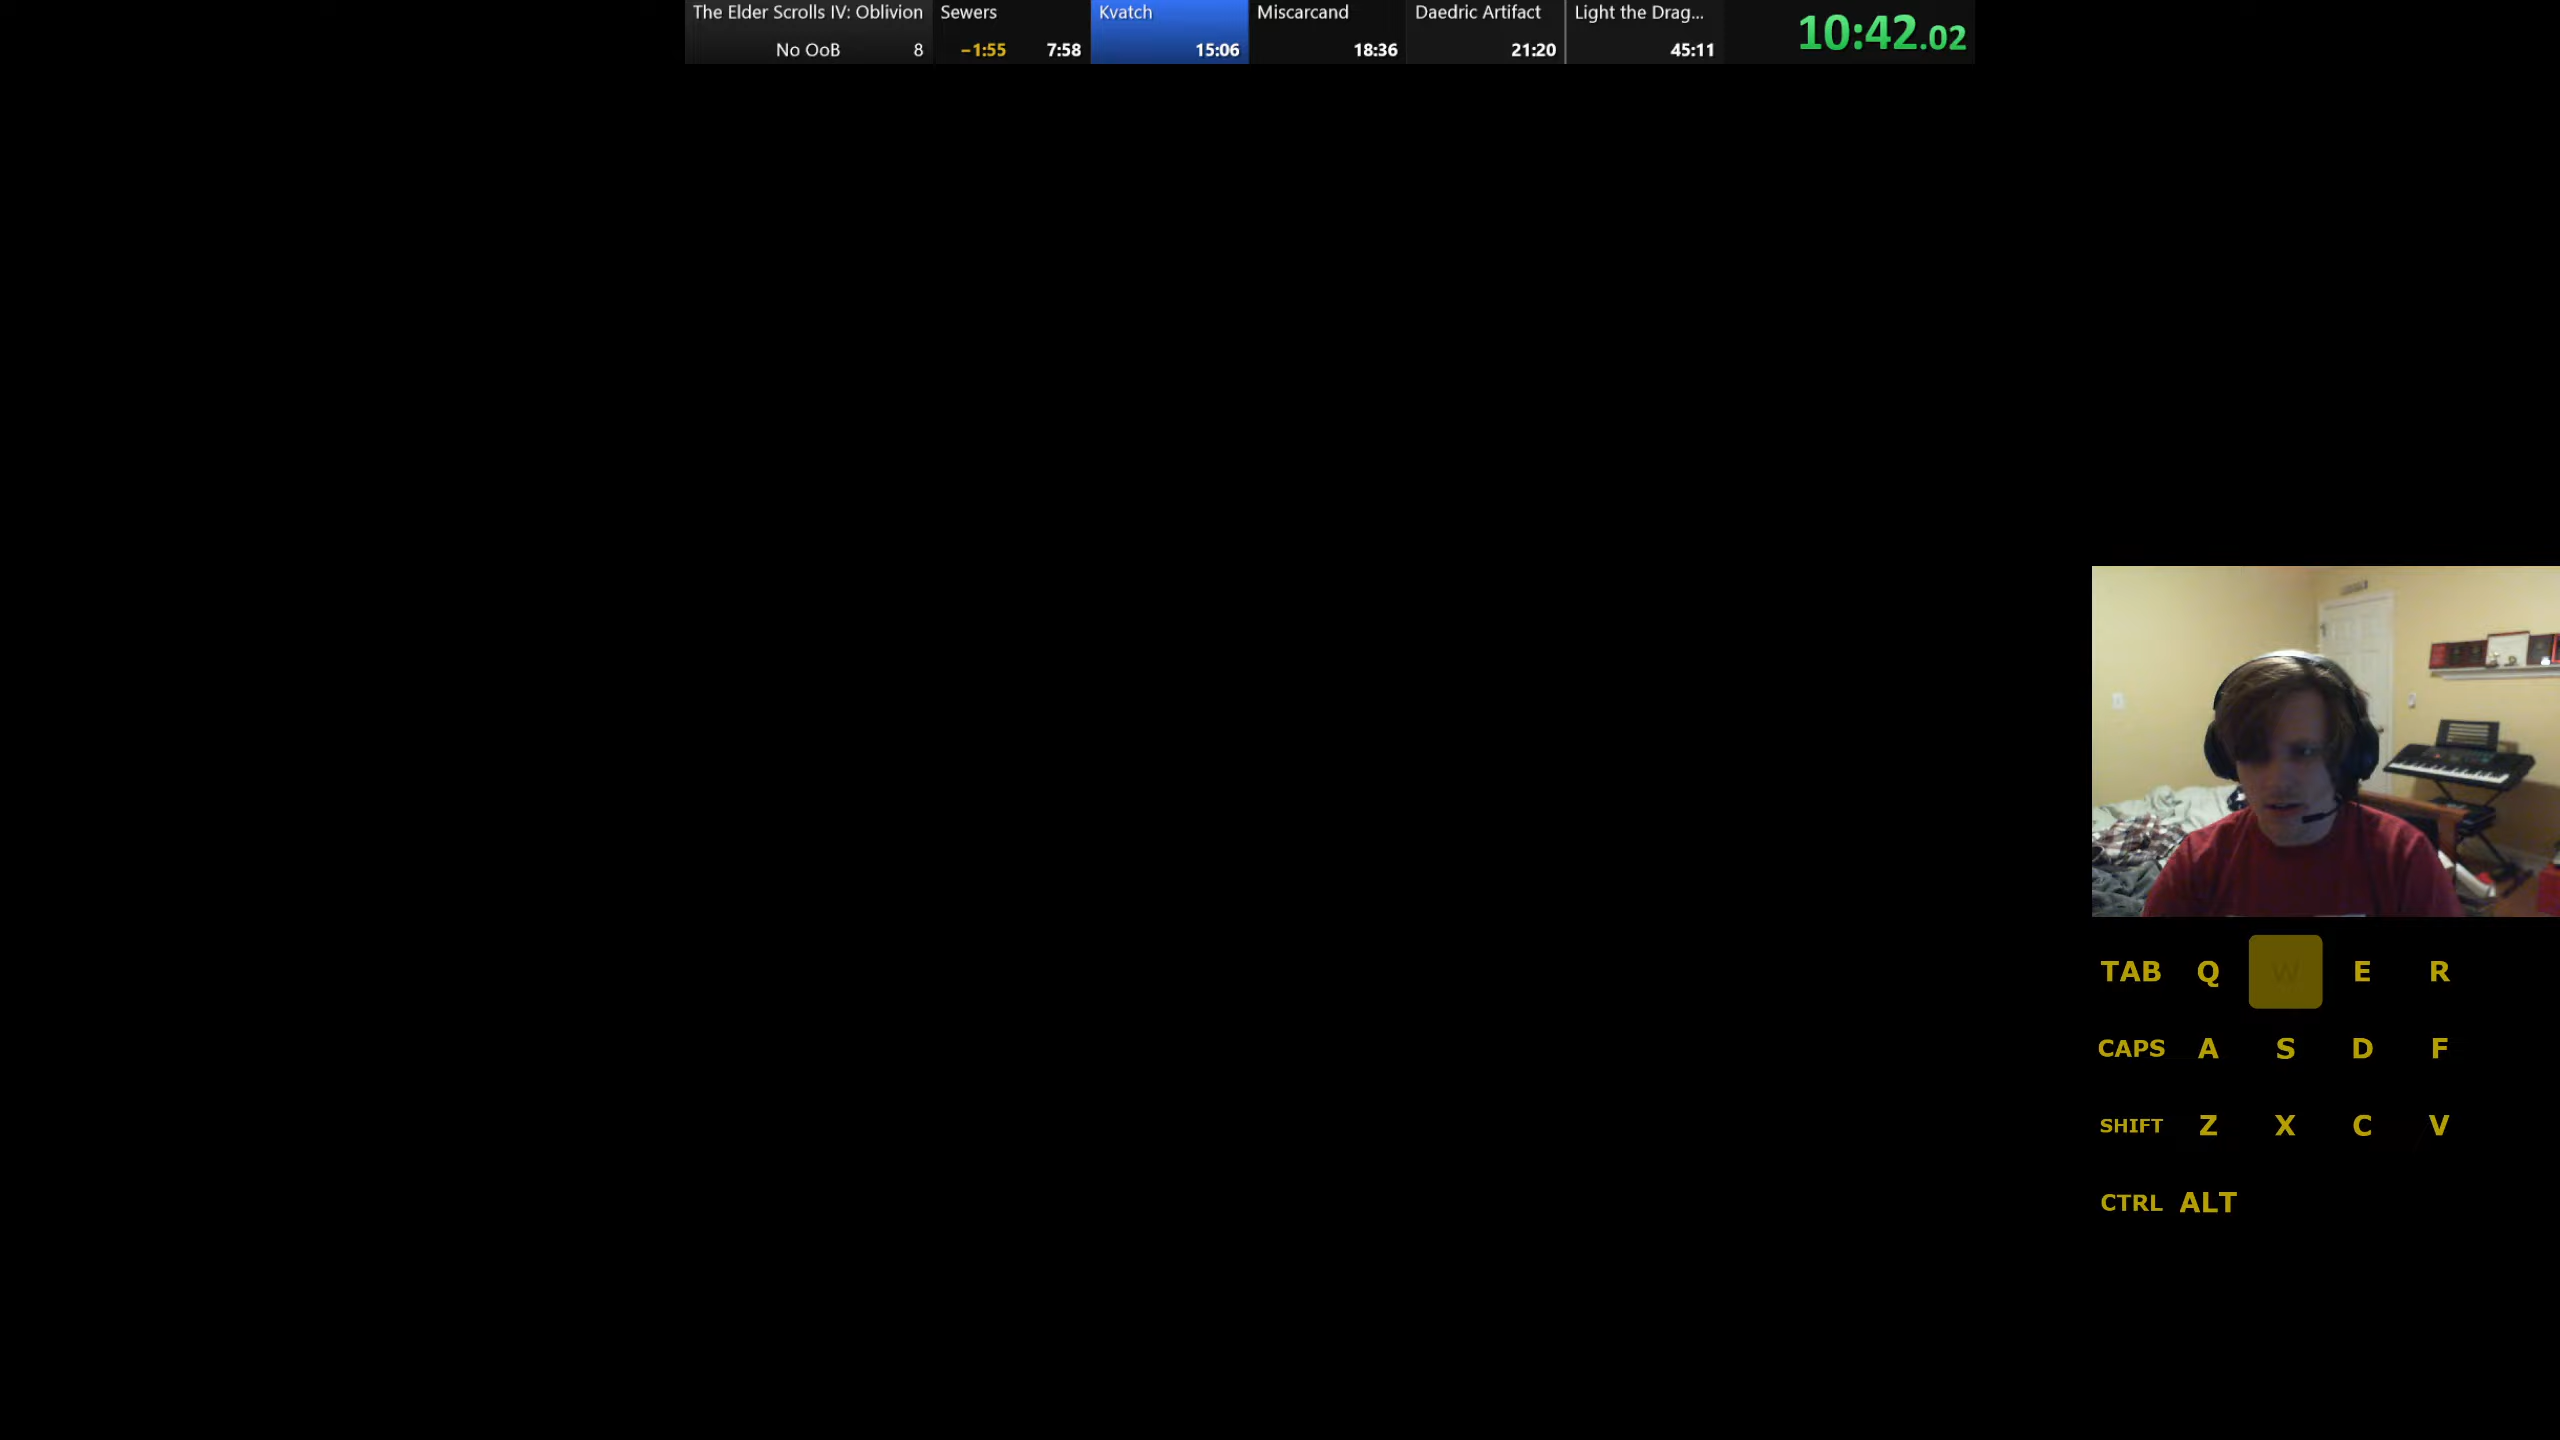 The Elder Scrolls IV: Oblivion
No OoB 8
Sewers
−1:55 7:58
Kvatch
15:06
Miscarcand
18:36
Daedric Artifact
21:20
Light the Drag...
45:11
10:42.02
TAB Q W E R
CAPS A S D F
SHIFT Z X C V
CTRL ALT